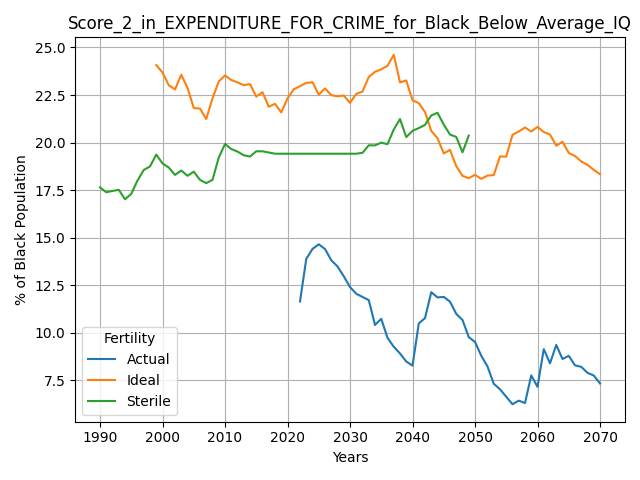 Score_2_in_EXPENDITURE_FOR_CRIME_for_Black_Below_Average_IQ
% of Black Population
25.0
22.5
20.0
17.5
15.0
12.5
10.0
7.5
Fertility
Actual
Ideal
Sterile
1990 2000 2010 2020 2030 2040 2050 2060 2070
Years